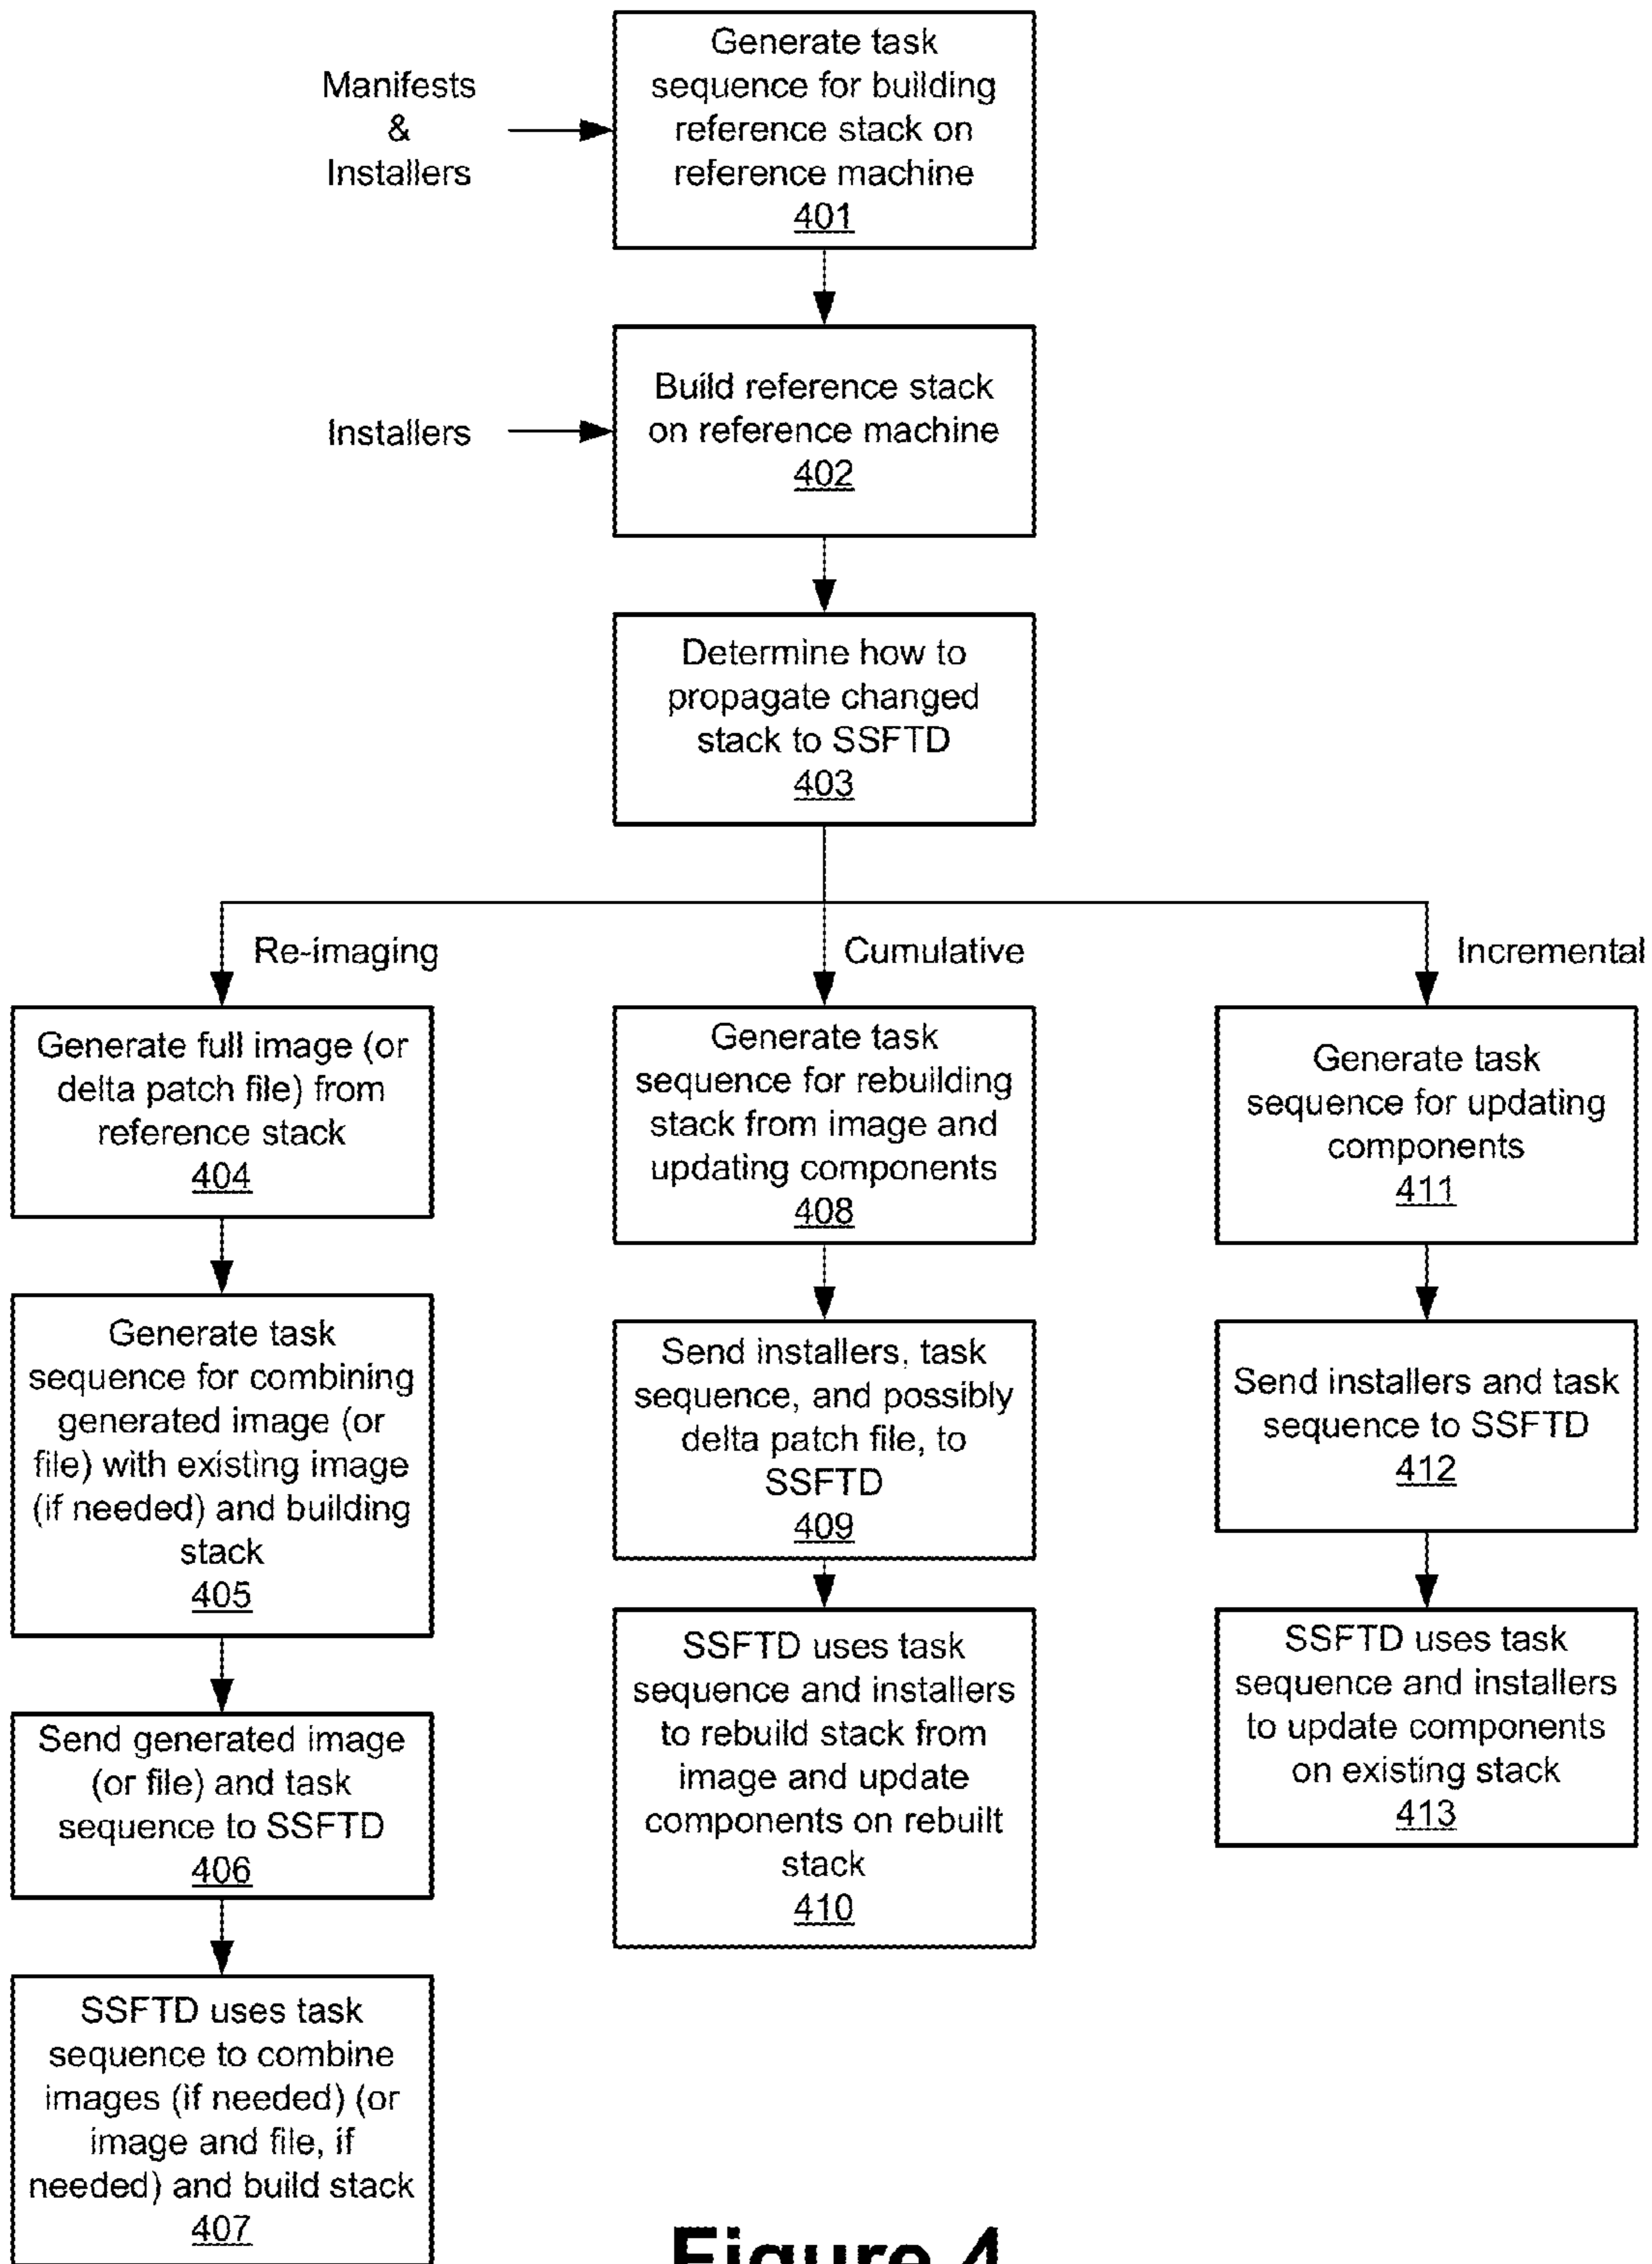 Generate task
sequence for building
reference stack on
reference machine
401
Manifests
&
Installers
Build reference stack
on reference machine
402
Installers
Determine how to
propagate changed
stack to SSFTD
403
Re-imaging
Cumulative
Incremental
Generate full image (or
delta patch file) from
reference stack
404
Generate task
sequence for combining
generated image (or
file) with existing image
(if needed) and building
stack
405
Send generated image
(or file) and task
sequence to SSFTD
406
SSFTD uses task
sequence to combine
images (if needed) (or
image and file, if
needed) and build stack
407
Generate task
sequence for rebuilding
stack from image and
updating components
408
Send installers, task
sequence, and possibly
delta patch file, to
SSFTD
409
SSFTD uses task
sequence and installers
to rebuild stack from
image and update
components on rebuilt
stack
410
Generate task
sequence for updating
components
411
Send installers and task
sequence to SSFTD
412
SSFTD uses task
sequence and installers
to update components
on existing stack
413
Figure 4